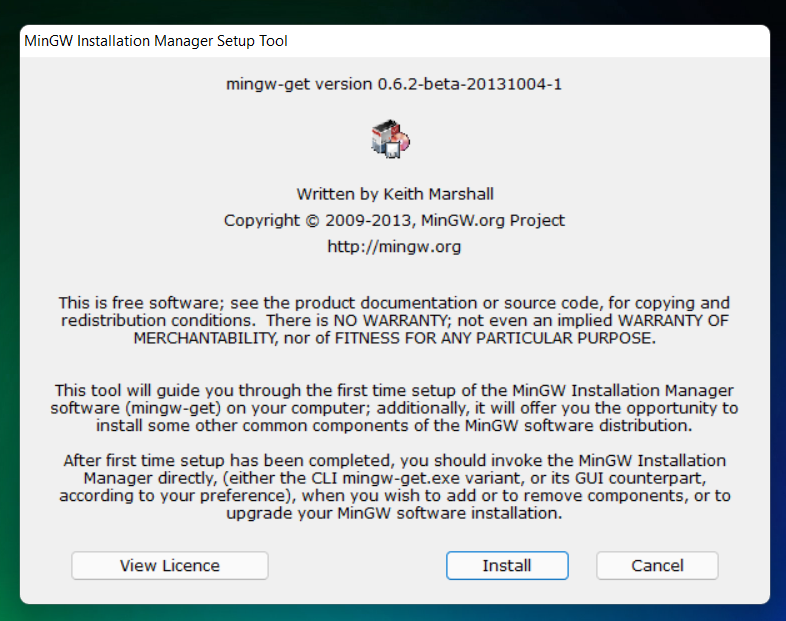 MinGW Installation Manager Setup Tool
mingw-get version 0.6.2-beta-20131004-1
Written by Keith Marshall
Copyright © 2009-2013, MinGW.org Project
http://mingw.org
This is free software; see the product documentation or source code, for copying and
redistribution conditions.  There is NO WARRANTY; not even an implied WARRANTY OF
MERCHANTABILITY, nor of FITNESS FOR ANY PARTICULAR PURPOSE.
This tool will guide you through the first time setup of the MinGW Installation Manager
software (mingw-get) on your computer; additionally, it will offer you the opportunity to
install some other common components of the MinGW software distribution.
After first time setup has been completed, you should invoke the MinGW Installation
Manager directly, (either the CLI mingw-get.exe variant, or its GUI counterpart,
according to your preference), when you wish to add or to remove components, or to
upgrade your MinGW software installation.
View Licence
Install
Cancel